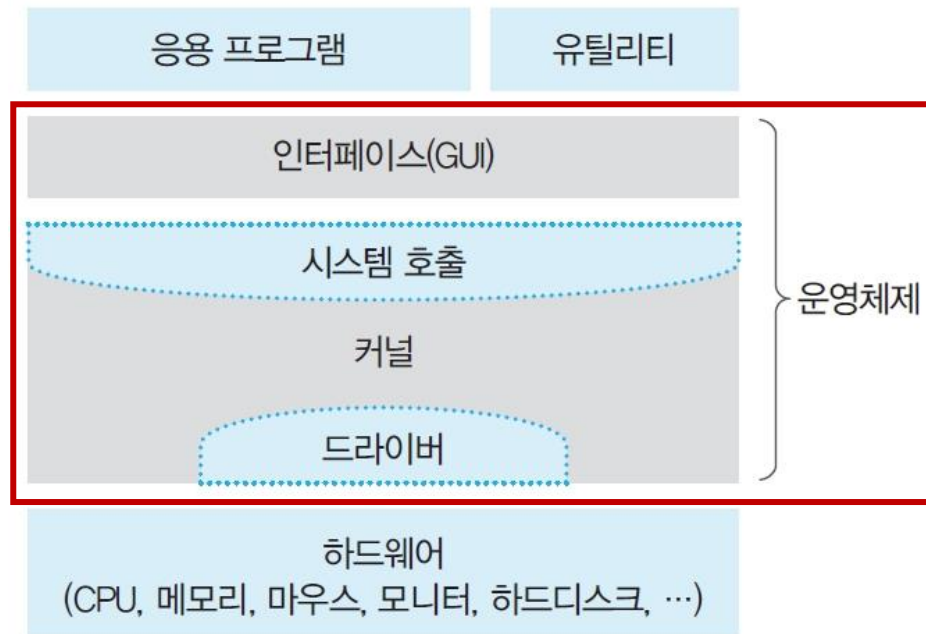 응용 프로그램
유틸리티
인터페이스(GUI)
시스템 호출
커널
드라이버
운영체제
하드웨어
(CPU, 메모리, 마우스, 모니터, 하드디스크, …)